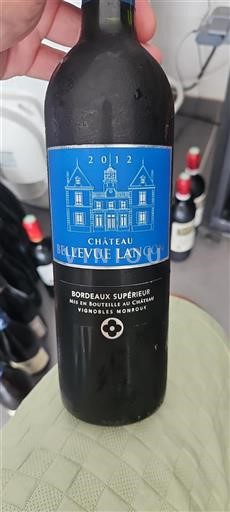 2012
CHÂTEAU
BELLEVUE LANGON
BORDEAUX SUPÉRIEUR
MIS EN BOUTEILLE AU CHÂTEAU
VIGNOBLES MONROUX